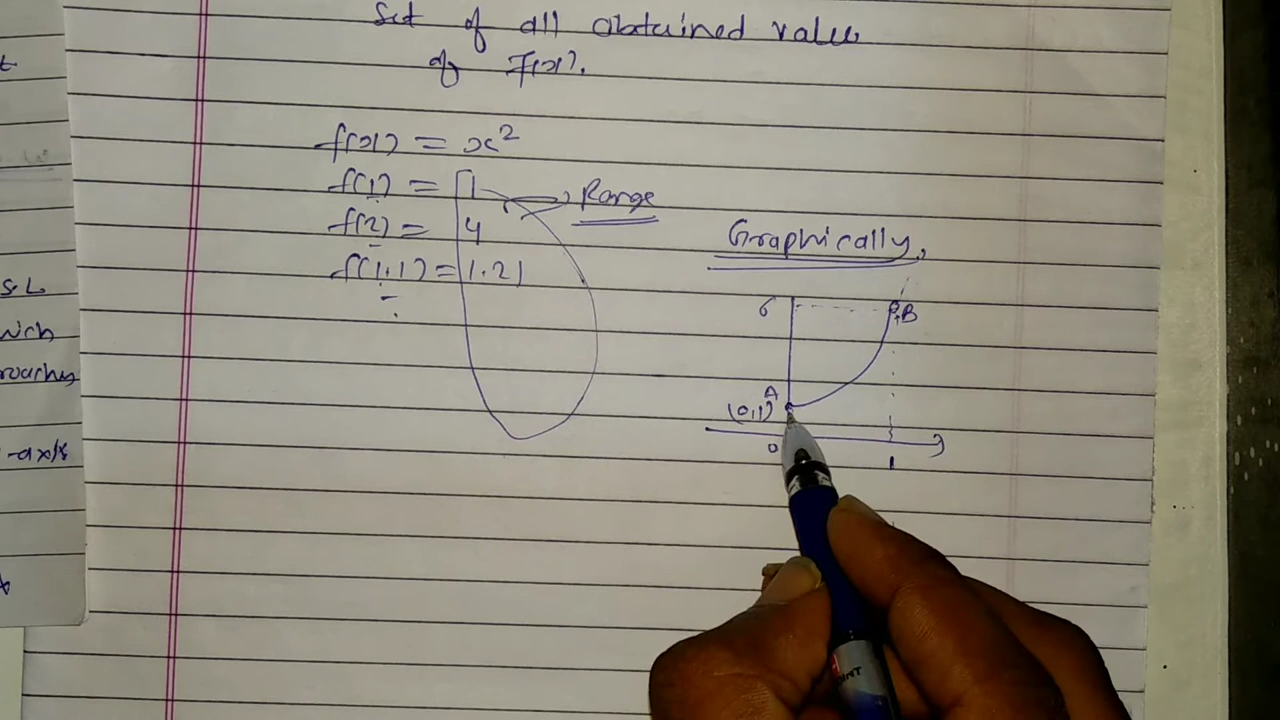 Set of all obtained value
of f(x).
f(x) = x²
f(1) = 1 Range
f(2) = 4
f(1.1) = 1.21
Graphically,
6 B
A
(0,1)
0 1
-axis